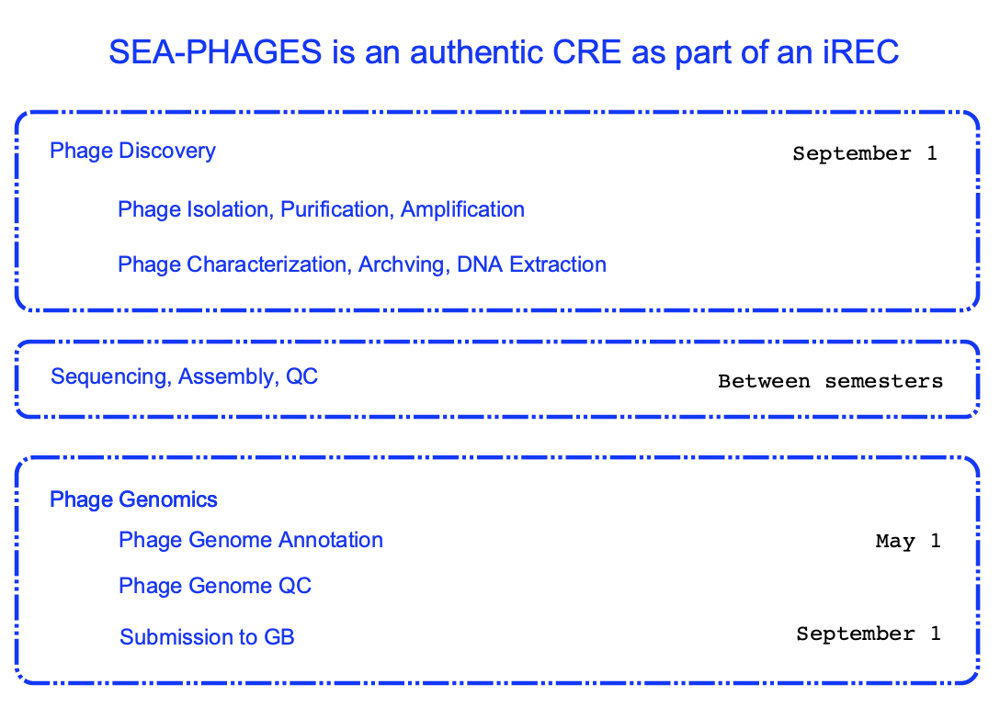 SEA-PHAGES is an authentic CRE as part of an iREC
Phage Discovery September 1
Phage Isolation, Purification, Amplification
Phage Characterization, Archving, DNA Extraction
Sequencing, Assembly, QC Between semesters
Phage Genomics
Phage Genome Annotation May 1
Phage Genome QC
Submission to GB September 1